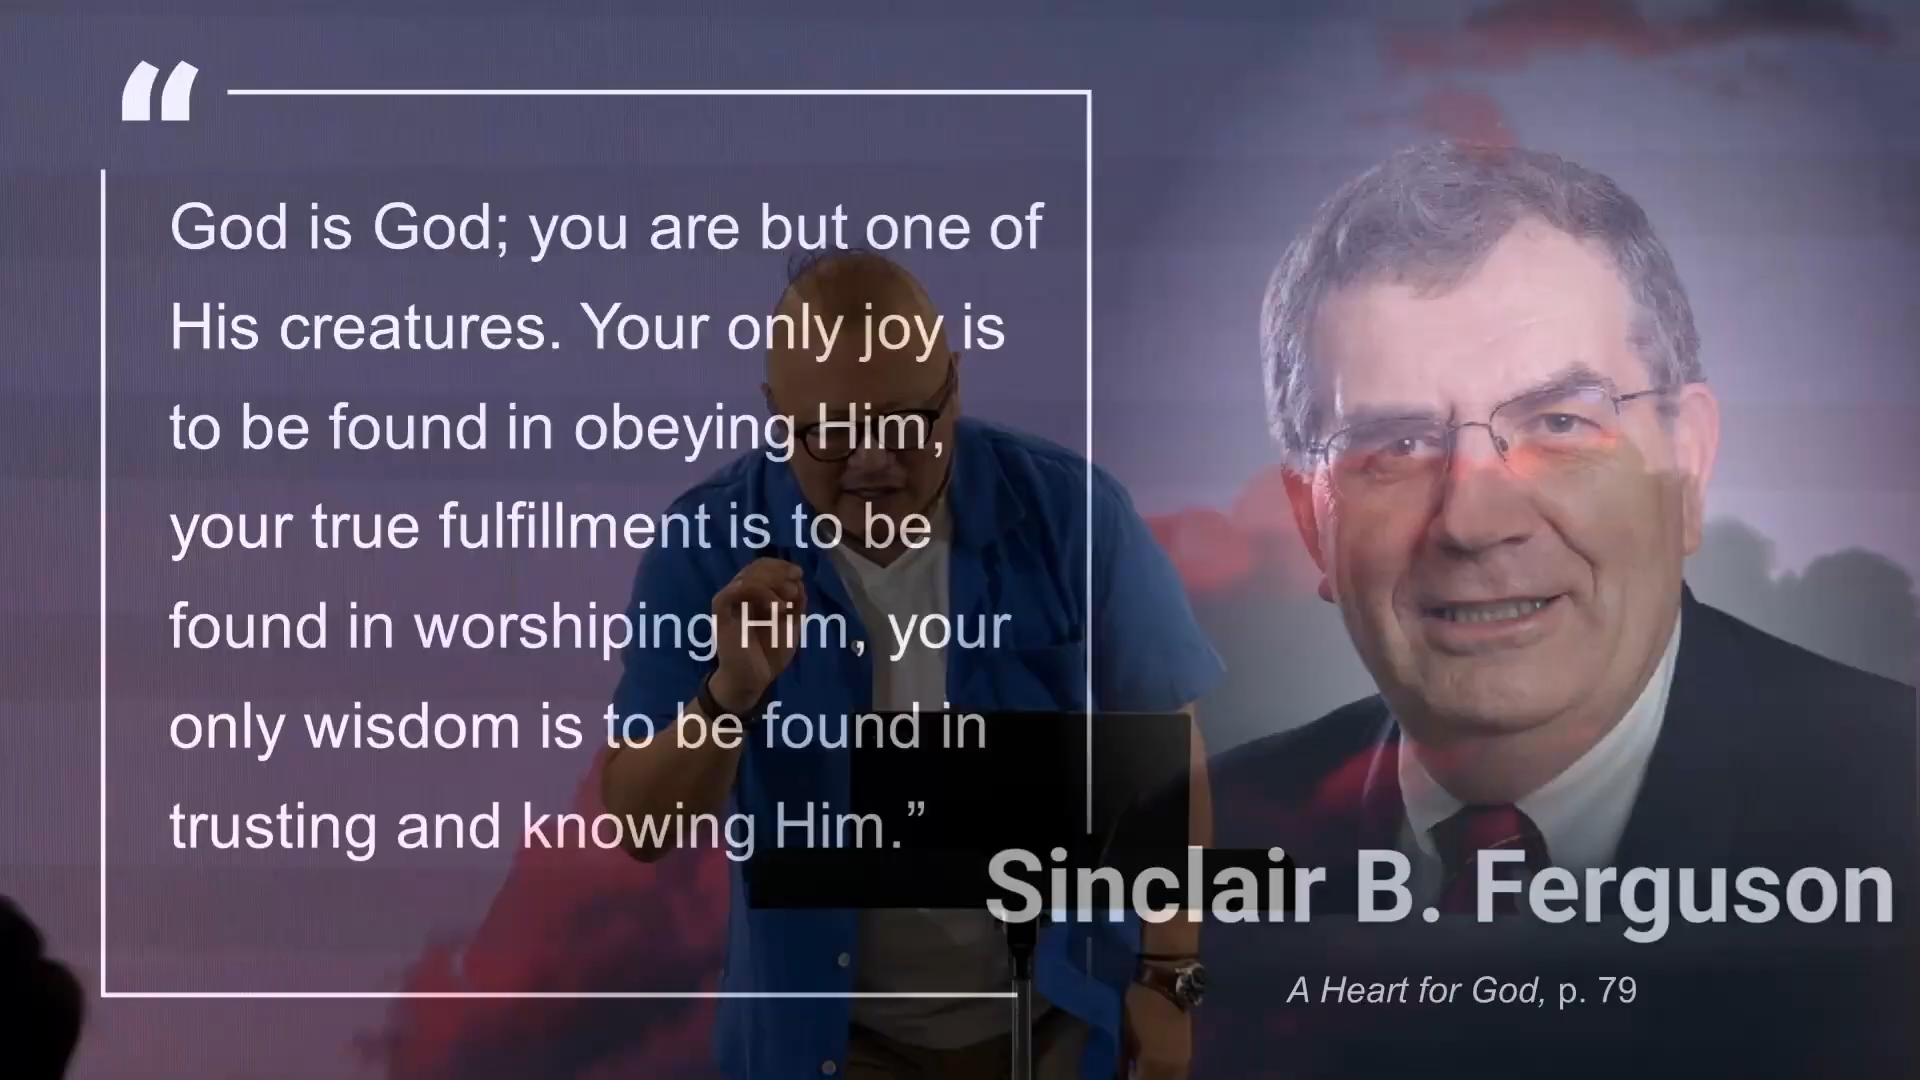 “
God is God; you are but one of
His creatures. Your only joy is
to be found in obeying Him,
your true fulfillment is to be
found in worshiping Him, your
only wisdom is to be found in
trusting and knowing Him.”
Sinclair B. Ferguson
A Heart for God, p. 79